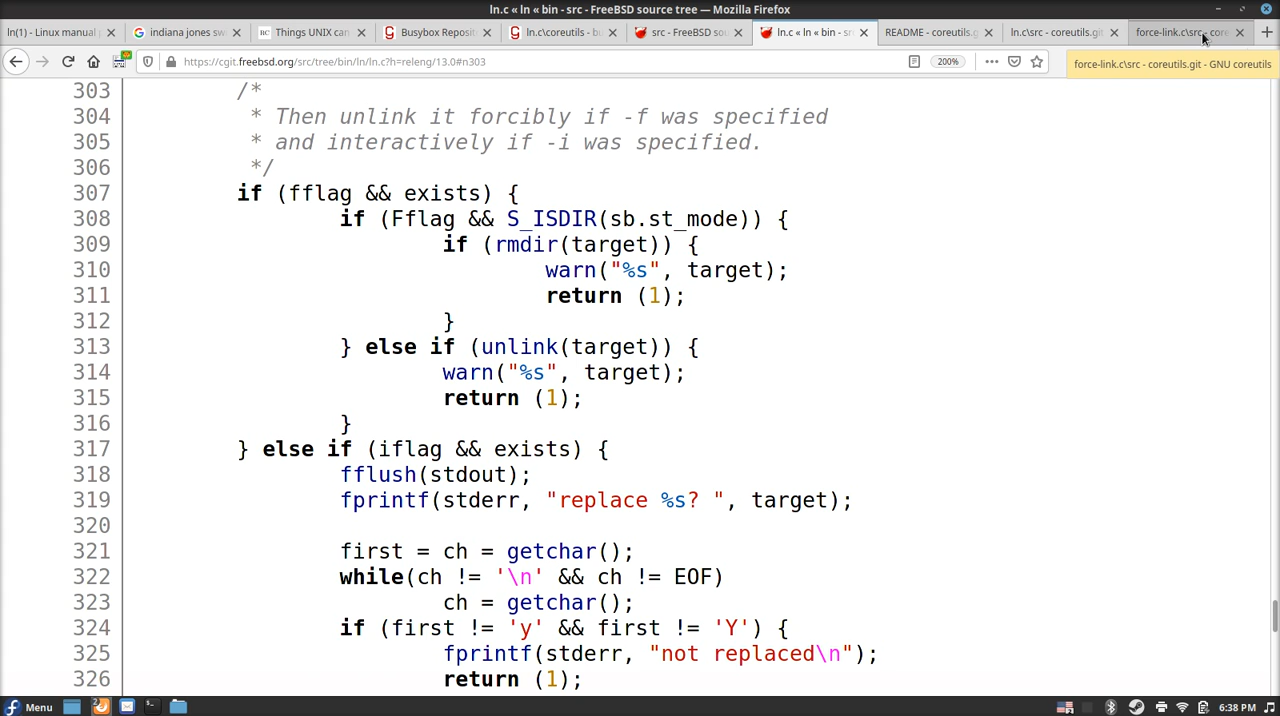 ln.c « ln « bin - src - FreeBSD source tree — Mozilla Firefox
ln(1) - Linux manual p
indiana jones sw
Things UNIX can
Busybox Reposi
ln.c\coreutils - bu
src - FreeBSD so
ln.c « ln « bin - sr
README - coreutils.g
ln.c\src - coreutils.git
force-link.c\src - core
https://cgit.freebsd.org/src/tree/bin/ln/ln.c?h=releng/13.0#n303
200%
force-link.c\src - coreutils.git - GNU coreutils
303 /*
304 * Then unlink it forcibly if -f was specified
305 * and interactively if -i was specified.
306 */
307 if (fflag && exists) {
308 if (Fflag && S_ISDIR(sb.st_mode)) {
309 if (rmdir(target)) {
310 warn("%s", target);
311 return (1);
312 }
313 } else if (unlink(target)) {
314 warn("%s", target);
315 return (1);
316 }
317 } else if (iflag && exists) {
318 fflush(stdout);
319 fprintf(stderr, "replace %s? ", target);
320
321 first = ch = getchar();
322 while(ch != '\n' && ch != EOF)
323 ch = getchar();
324 if (first != 'y' && first != 'Y') {
325 fprintf(stderr, "not replaced\n");
326 return (1);
Menu
6:38 PM